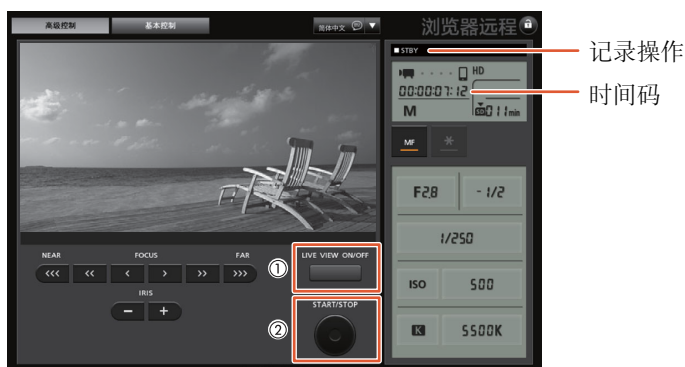 高级控制
基本控制
简体中文
浏览器远程
STBY
记录操作
HD
00:00:07:12
时间码
M
011min
MF
*
F2.8
-1/2
1/250
ISO
500
K
5500K
NEAR
FOCUS
FAR
<<<
<<
<
>
>>
>>>
IRIS
−
+
①
LIVE VIEW ON/OFF
②
START/STOP